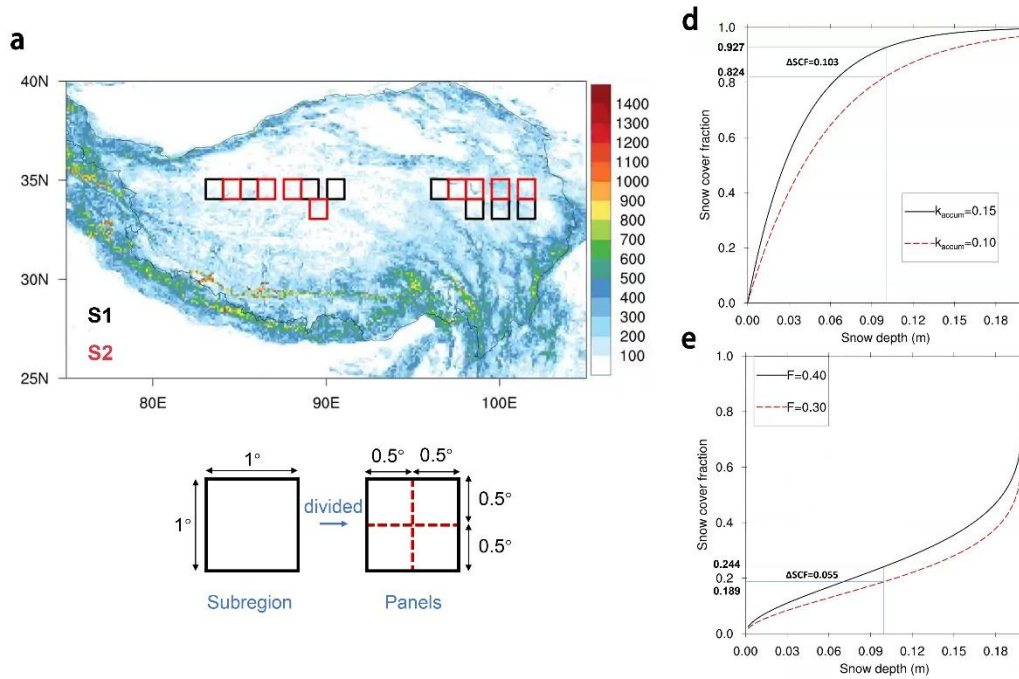 a
40N
35N
30N
25N
80E
90E
100E
S1
S2
1400
1300
1200
1100
1000
900
800
700
600
500
400
300
200
100
1°
1°
Subregion
divided
0.5°
0.5°
0.5°
0.5°
Panels
d
Snow cover fraction
1.0
0.927
0.824
0.8
0.6
0.4
0.2
0.0
ΔSCF=0.103
kaccum=0.15
kaccum=0.10
0.00
0.03
0.06
0.09
0.12
0.15
0.18
Snow depth (m)
e
Snow cover fraction
1.0
0.8
0.6
0.4
0.244
0.2
0.189
0.0
F=0.40
F=0.30
ΔSCF=0.055
0.00
0.03
0.06
0.09
0.12
0.15
0.18
Snow depth (m)